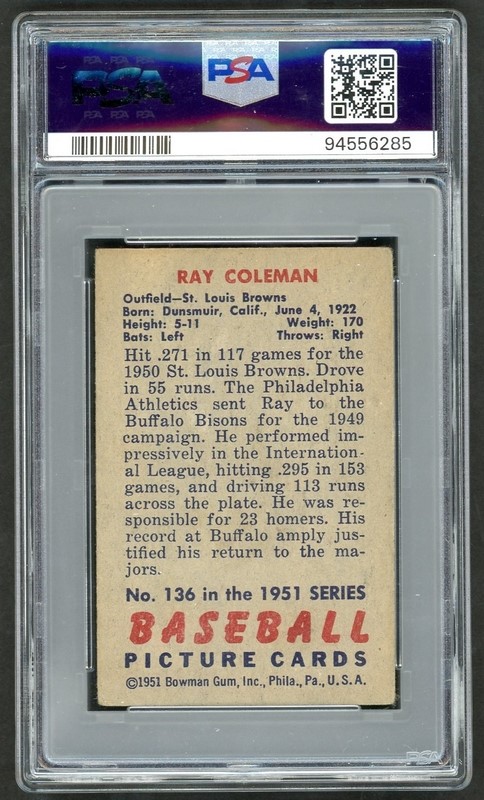 PSA
PSA
94556285
RAY COLEMAN
Outfield—St. Louis Browns
Born: Dunsmuir, Calif., June 4, 1922
Height: 5-11 Weight: 170
Bats: Left Throws: Right
Hit .271 in 117 games for the
1950 St. Louis Browns. Drove
in 55 runs. The Philadelphia
Athletics sent Ray to the
Buffalo Bisons for the 1949
campaign. He performed im-
pressively in the Internation-
al League, hitting .295 in 153
games, and driving 113 runs
across the plate. He was re-
sponsible for 23 homers. His
record at Buffalo amply jus-
tified his return to the ma-
jors.
No. 136 in the 1951 SERIES
BASEBALL
PICTURE CARDS
©1951 Bowman Gum, Inc., Phila., Pa., U. S. A.
PSA